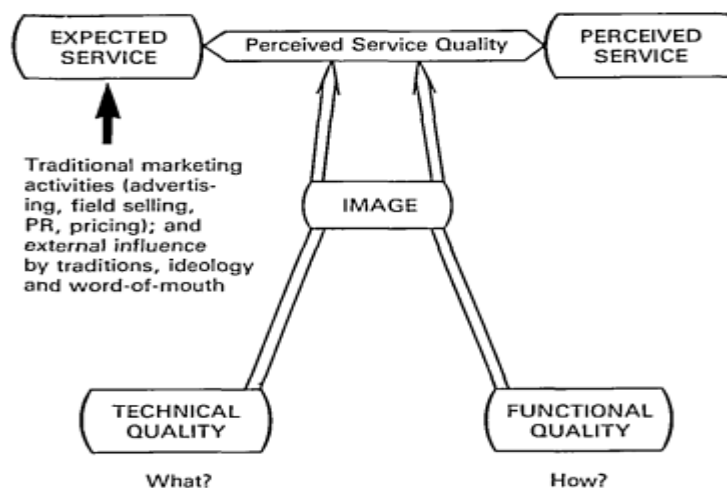 EXPECTED
SERVICE
Perceived Service Quality
PERCEIVED
SERVICE
Traditional marketing
activities (advertis-
ing, field selling,
PR, pricing); and
external influence
by traditions, ideology
and word-of-mouth
IMAGE
TECHNICAL
QUALITY
FUNCTIONAL
QUALITY
What?
How?